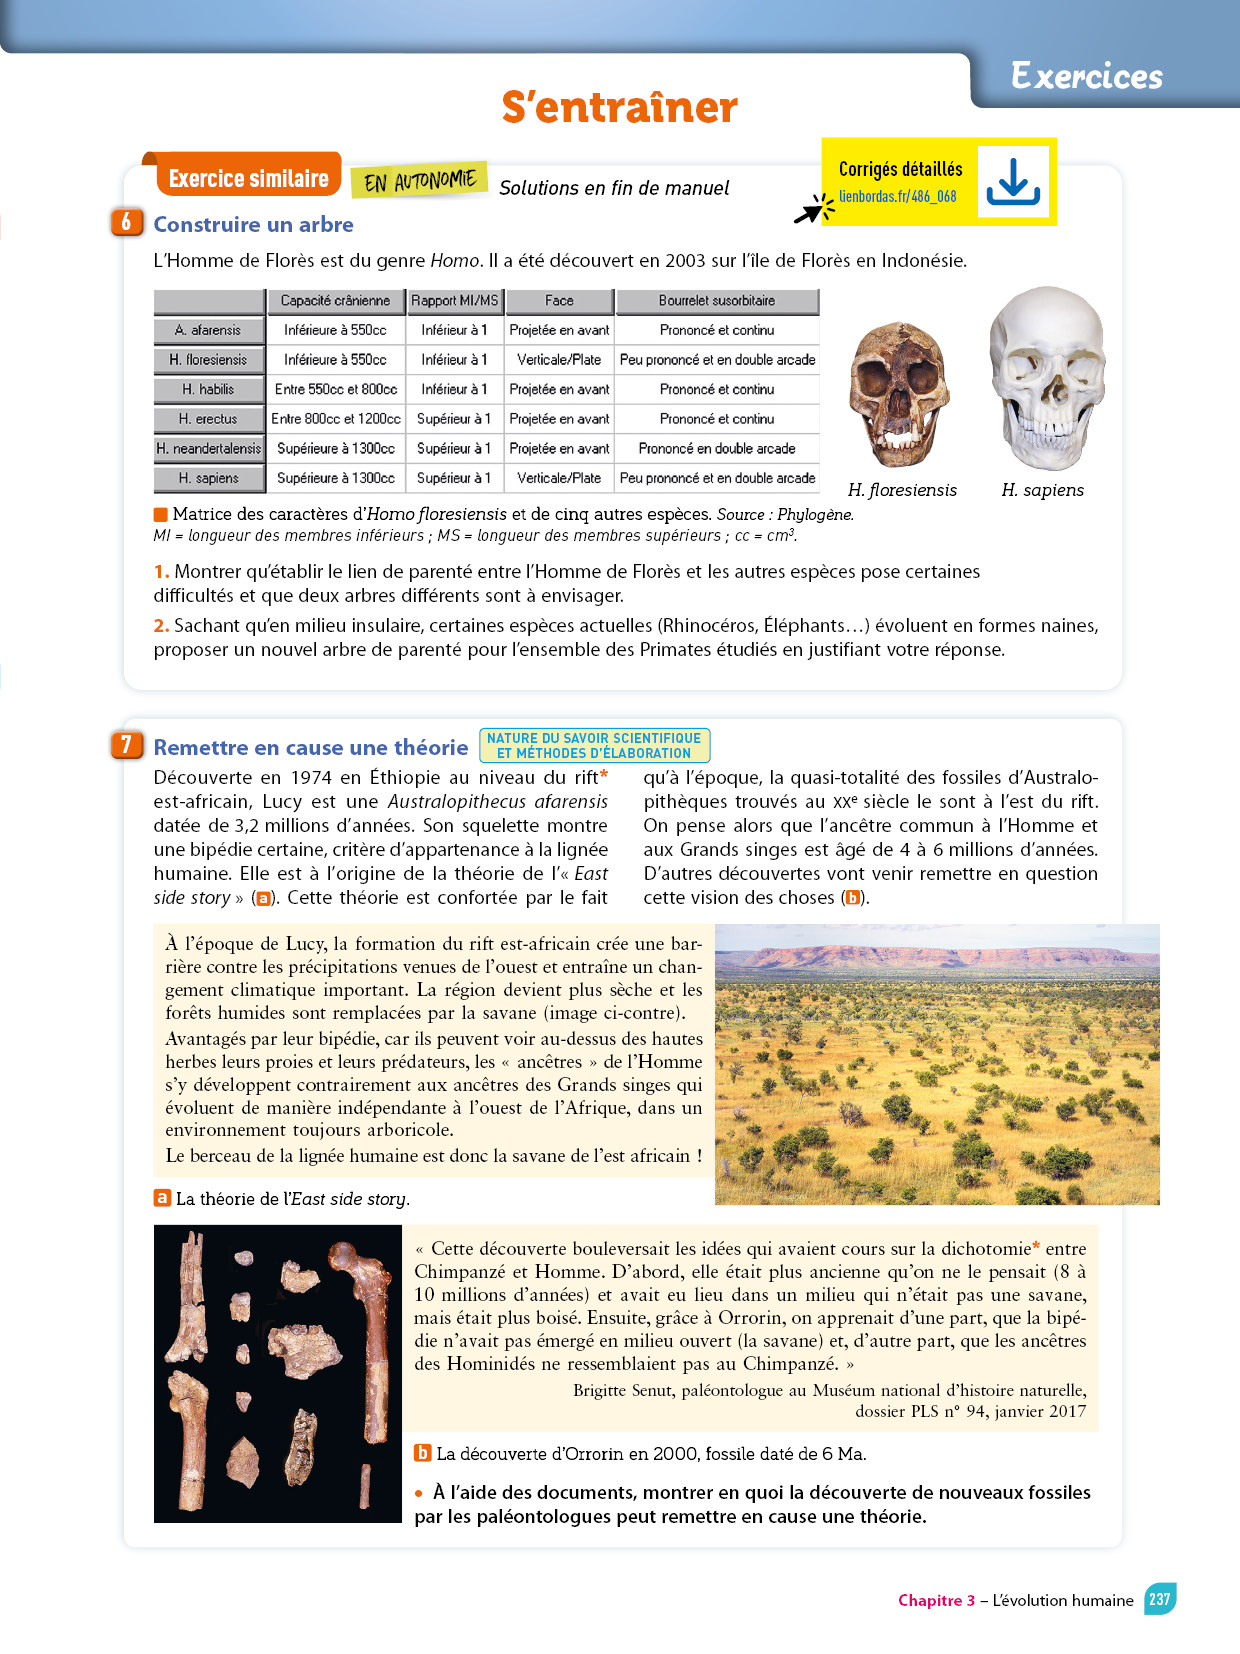 Exercices
S'entraîner
Exercice similaire
EN AUTONOMIE
Solutions en fin de manuel
Corrigés détaillés
lienbordas.fr/486_068
6 Construire un arbre
L'Homme de Florès est du genre Homo. Il a été découvert en 2003 sur l'île de Florès en Indonésie.
Capacité crânienne Rapport MI/MS Face Bourrelet susorbitaire
A. afarensis Inférieure à 550cc Inférieur à 1 Projetée en avant Prononcé et continu
H. floresiensis Inférieure à 550cc Inférieur à 1 Verticale/Plate Peu prononcé et en double arcade
H. habilis Entre 550cc et 800cc Inférieur à 1 Projetée en avant Prononcé et continu
H. erectus Entre 800cc et 1200cc Supérieur à 1 Projetée en avant Prononcé et continu
H. neandertalensis Supérieure à 1300cc Supérieur à 1 Projetée en avant Prononcé en double arcade
H. sapiens Supérieure à 1300cc Supérieur à 1 Verticale/Plate Peu prononcé et en double arcade
H. floresiensis
H. sapiens
Matrice des caractères d'Homo floresiensis et de cinq autres espèces. Source : Phylogène.
MI = longueur des membres inférieurs ; MS = longueur des membres supérieurs ; cc = cm³.
1. Montrer qu'établir le lien de parenté entre l'Homme de Florès et les autres espèces pose certaines
difficultés et que deux arbres différents sont à envisager.
2. Sachant qu'en milieu insulaire, certaines espèces actuelles (Rhinocéros, Éléphants…) évoluent en formes naines,
proposer un nouvel arbre de parenté pour l'ensemble des Primates étudiés en justifiant votre réponse.
7 Remettre en cause une théorie
NATURE DU SAVOIR SCIENTIFIQUE
ET MÉTHODES D'ÉLABORATION
Découverte en 1974 en Éthiopie au niveau du rift*
est-africain, Lucy est une Australopithecus afarensis
datée de 3,2 millions d'années. Son squelette montre
une bipédie certaine, critère d'appartenance à la lignée
humaine. Elle est à l'origine de la théorie de l'« East
side story » (a). Cette théorie est confortée par le fait
qu'à l'époque, la quasi-totalité des fossiles d'Australo-
pithèques trouvés au XXe siècle le sont à l'est du rift.
On pense alors que l'ancêtre commun à l'Homme et
aux Grands singes est âgé de 4 à 6 millions d'années.
D'autres découvertes vont venir remettre en question
cette vision des choses (b).
À l'époque de Lucy, la formation du rift est-africain crée une bar-
rière contre les précipitations venues de l'ouest et entraîne un chan-
gement climatique important. La région devient plus sèche et les
forêts humides sont remplacées par la savane (image ci-contre).
Avantagés par leur bipédie, car ils peuvent voir au-dessus des hautes
herbes leurs proies et leurs prédateurs, les « ancêtres » de l'Homme
s'y développent contrairement aux ancêtres des Grands singes qui
évoluent de manière indépendante à l'ouest de l'Afrique, dans un
environnement toujours arboricole.
Le berceau de la lignée humaine est donc la savane de l'est africain !
a La théorie de l'East side story.
« Cette découverte bouleversait les idées qui avaient cours sur la dichotomie* entre
Chimpanzé et Homme. D'abord, elle était plus ancienne qu'on ne le pensait (8 à
10 millions d'années) et avait eu lieu dans un milieu qui n'était pas une savane,
mais était plus boisé. Ensuite, grâce à Orrorin, on apprenait d'une part, que la bipé-
die n'avait pas émergé en milieu ouvert (la savane) et, d'autre part, que les ancêtres
des Hominidés ne ressemblaient pas au Chimpanzé. »
Brigitte Senut, paléontologue au Muséum national d'histoire naturelle,
dossier PLS n° 94, janvier 2017
b La découverte d'Orrorin en 2000, fossile daté de 6 Ma.
• À l'aide des documents, montrer en quoi la découverte de nouveaux fossiles
par les paléontologues peut remettre en cause une théorie.
Chapitre 3 – L'évolution humaine 237